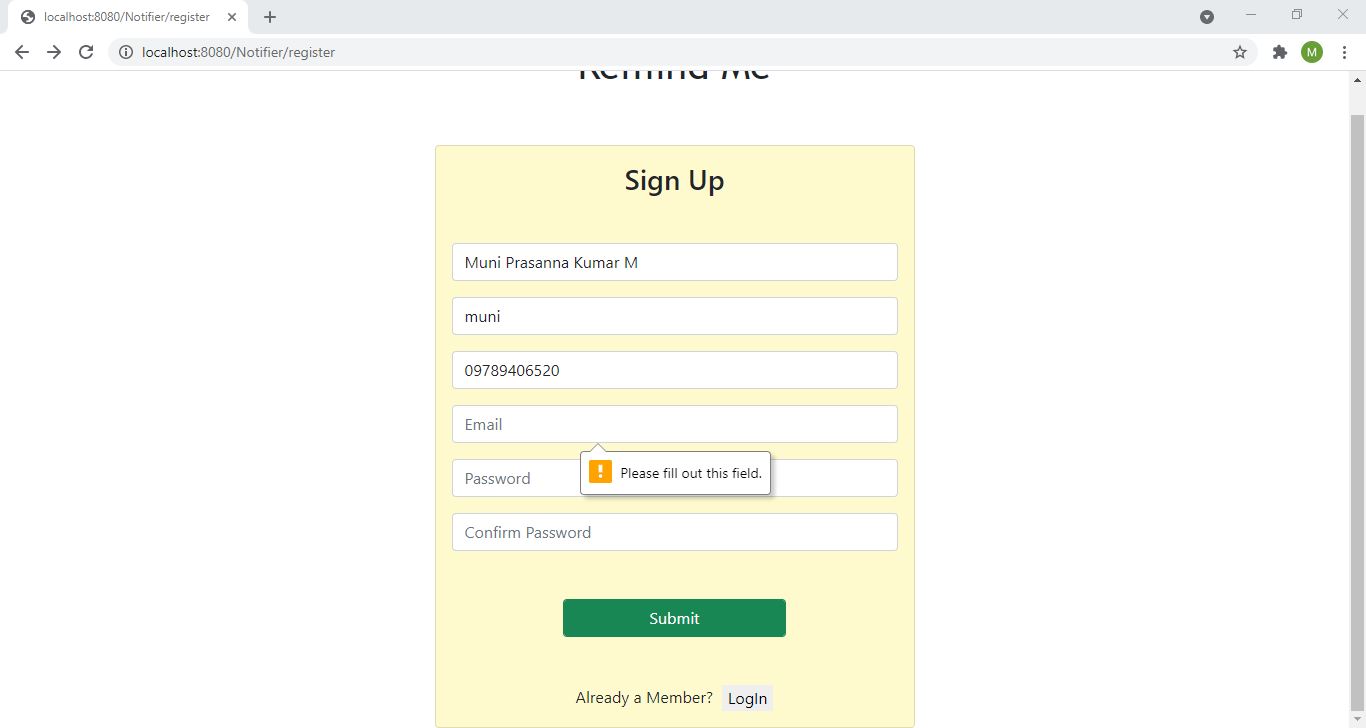 localhost:8080/Notifier/register
localhost:8080/Notifier/register
M
Remind Me
Sign Up
Muni Prasanna Kumar M
muni
09789406520
Email
Please fill out this field.
Password
Confirm Password
Submit
Already a Member? LogIn